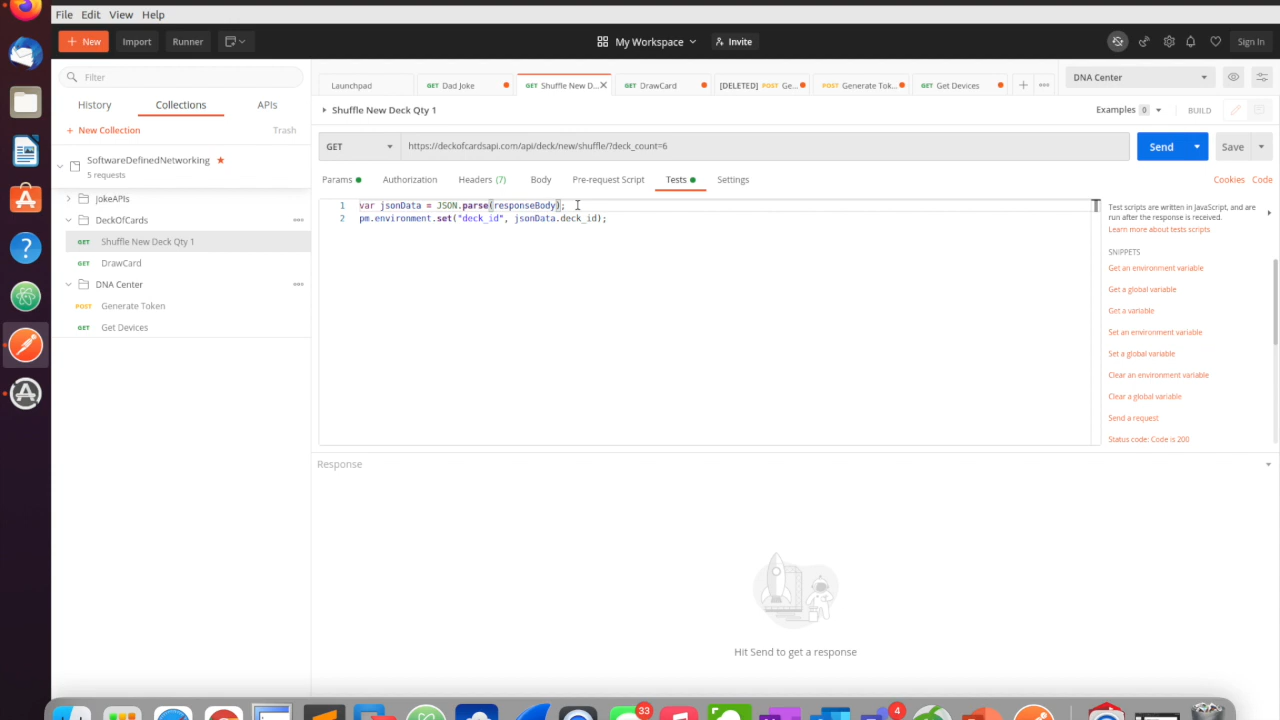 File Edit View Help
+ New Import Runner My Workspace Invite Sign In
Filter
History Collections APIs
+ New Collection Trash
SoftwareDefinedNetworking
5 requests
JokeAPIs
DeckOfCards
GET Shuffle New Deck Qty 1
GET DrawCard
DNA Center
POST Generate Token
GET Get Devices
Launchpad GET Dad Joke GET Shuffle New D... GET DrawCard [DELETED] POST Ge... POST Generate Tok... GET Get Devices DNA Center
Shuffle New Deck Qty 1 Examples 0 BUILD
GET https://deckofcardsapi.com/api/deck/new/shuffle/?deck_count=6 Send Save
Params Authorization Headers (7) Body Pre-request Script Tests Settings Cookies Code
1 var jsonData = JSON.parse(responseBody);
2 pm.environment.set("deck_id", jsonData.deck_id);
Test scripts are written in JavaScript, and are
run after the response is received.
Learn more about tests scripts
SNIPPETS
Get an environment variable
Get a global variable
Get a variable
Set an environment variable
Set a global variable
Clear an environment variable
Clear a global variable
Send a request
Status code: Code is 200
Response
Hit Send to get a response
33
4